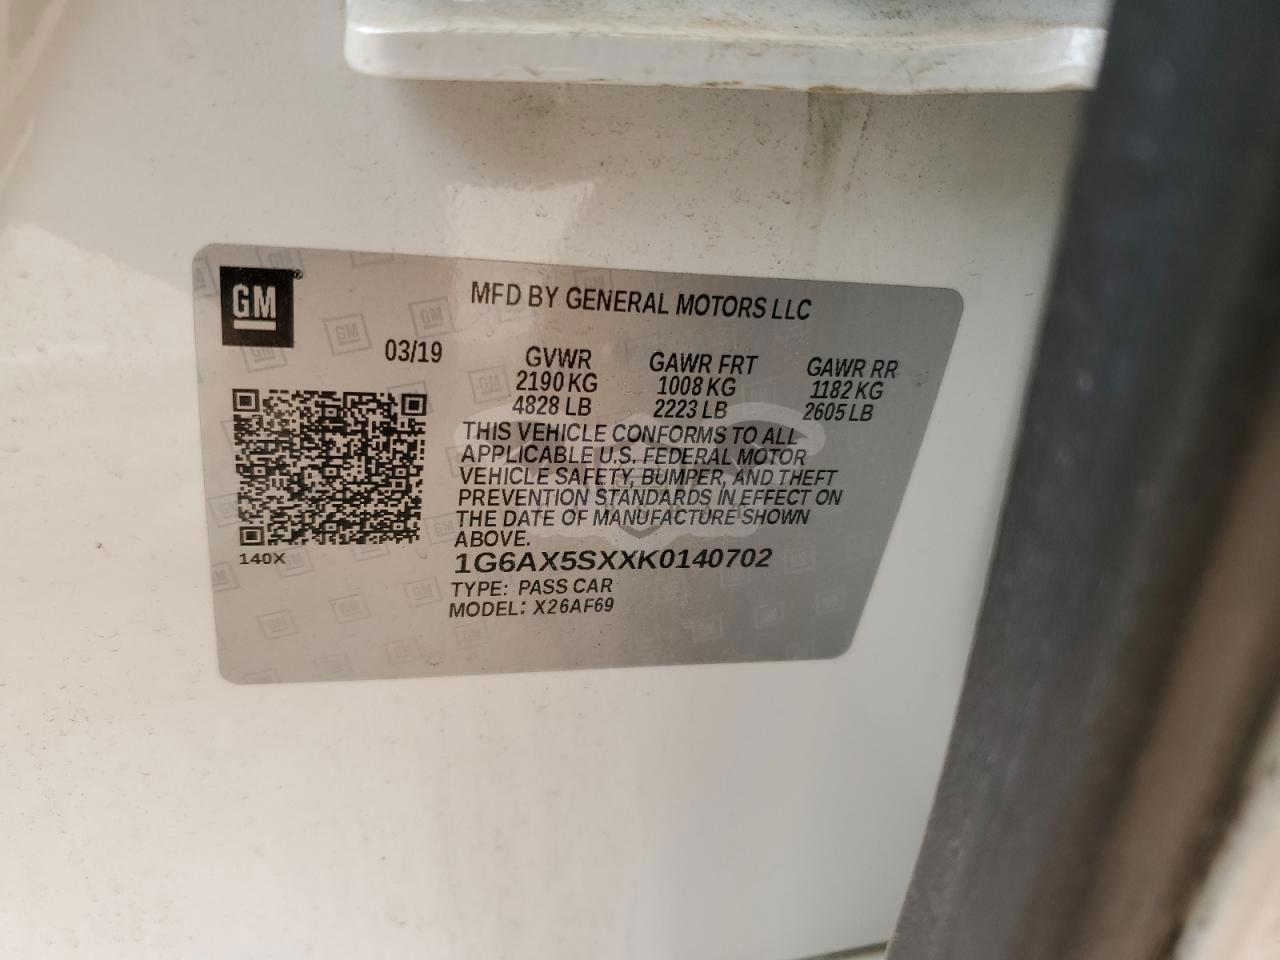 GM
MFD BY GENERAL MOTORS LLC
03/19
GVWR GAWR FRT GAWR RR
2190 KG 1008 KG 1182 KG
4828 LB 2223 LB 2605 LB
THIS VEHICLE CONFORMS TO ALL
APPLICABLE U.S. FEDERAL MOTOR
VEHICLE SAFETY, BUMPER, AND THEFT
PREVENTION STANDARDS IN EFFECT ON
THE DATE OF MANUFACTURE SHOWN
ABOVE.
140X
1G6AX5SXXK0140702
TYPE: PASS CAR
MODEL: X26AF69